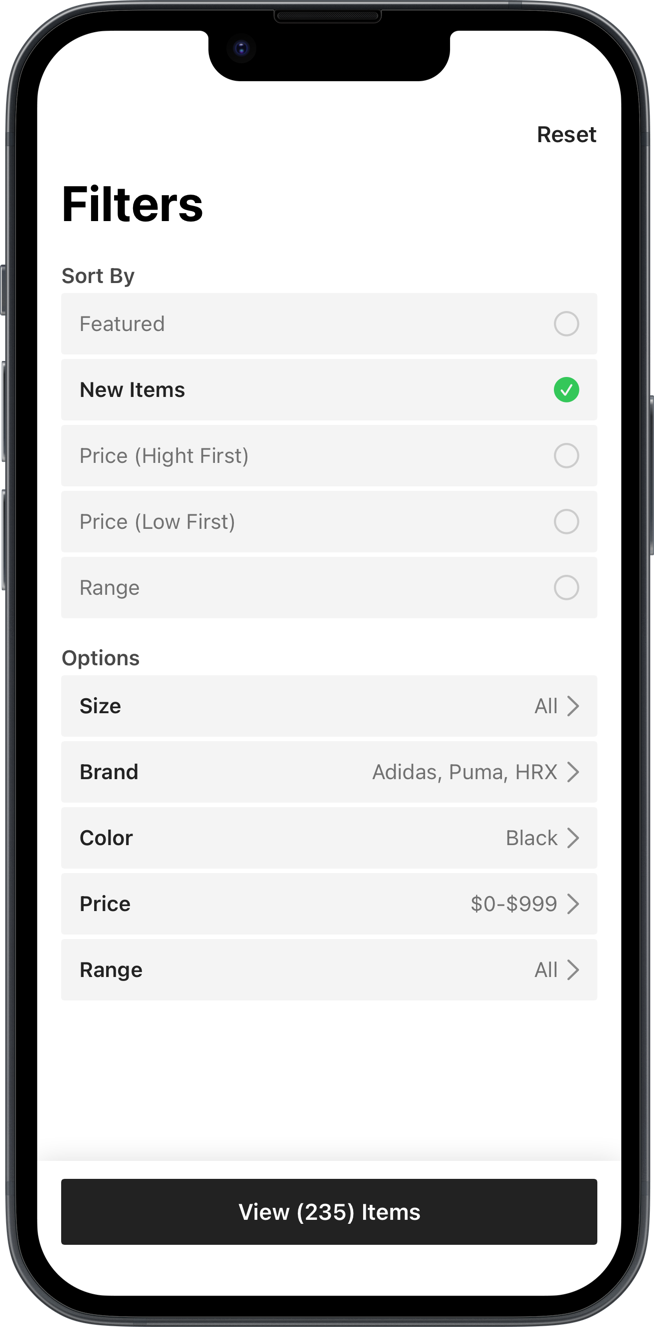 Reset
Filters
Sort By
Featured
New Items
Price (Hight First)
Price (Low First)
Range
Options
Size All
Brand Adidas, Puma, HRX
Color Black
Price $0-$999
Range All
View (235) Items